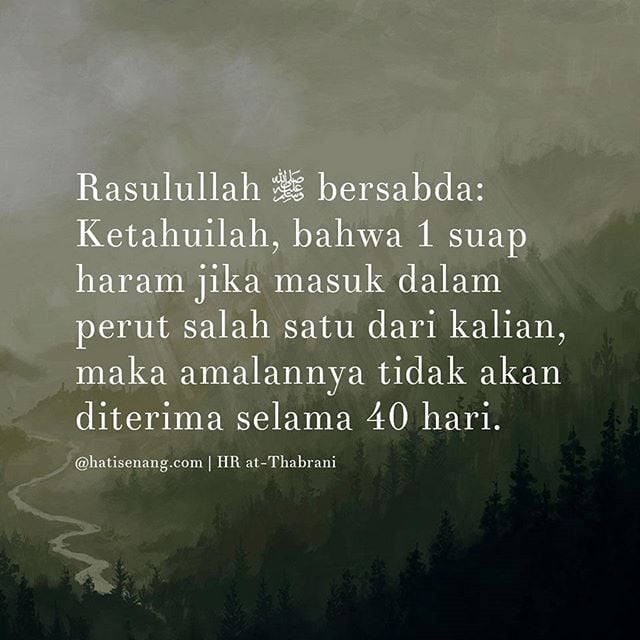 Rasulullah ﷺ bersabda:
Ketahuilah, bahwa 1 suap
haram jika masuk dalam
perut salah satu dari kalian,
maka amalannya tidak akan
diterima selama 40 hari.
@hatisenang.com | HR at-Thabrani